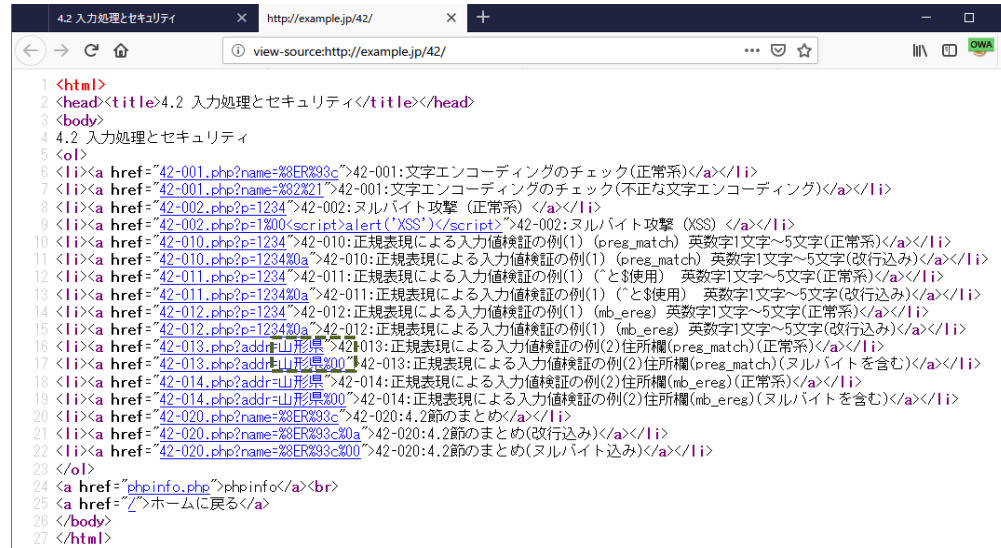 4.2 入力処理とセキュリティ
http://example.jp/42/
view-source:http://example.jp/42/
OWA
1 <html>
2 <head><title>4.2 入力処理とセキュリティ</title></head>
3 <body>
4 4.2 入力処理とセキュリティ
5 <ol>
6 <li><a href="42-001.php?name=%8ER%93c">42-001:文字エンコーディングのチェック(正常系)</a></li>
7 <li><a href="42-001.php?name=%82%21">42-001:文字エンコーディングのチェック(不正な文字エンコーディング)</a></li>
8 <li><a href="42-002.php?p=1234">42-002:ヌルバイト攻撃 (正常系) </a></li>
9 <li><a href="42-002.php?p=1%00<script>alert('XSS')</script>">42-002:ヌルバイト攻撃 (XSS) </a></li>
10 <li><a href="42-010.php?p=1234">42-010:正規表現による入力値検証の例(1) (preg_match) 英数字1文字～5文字(正常系)</a></li>
11 <li><a href="42-010.php?p=1234%0a">42-010:正規表現による入力値検証の例(1) (preg_match) 英数字1文字～5文字(改行込み)</a></li>
12 <li><a href="42-011.php?p=1234">42-011:正規表現による入力値検証の例(1) (^と$使用) 英数字1文字～5文字(正常系)</a></li>
13 <li><a href="42-011.php?p=1234%0a">42-011:正規表現による入力値検証の例(1) (^と$使用) 英数字1文字～5文字(改行込み)</a></li>
14 <li><a href="42-012.php?p=1234">42-012:正規表現による入力値検証の例(1) (mb_ereg) 英数字1文字～5文字(正常系)</a></li>
15 <li><a href="42-012.php?p=1234%0a">42-012:正規表現による入力値検証の例(1) (mb_ereg) 英数字1文字～5文字(改行込み)</a></li>
16 <li><a href="42-013.php?addr=山形県">42-013:正規表現による入力値検証の例(2)住所欄(preg_match)(正常系)</a></li>
17 <li><a href="42-013.php?addr=山形県%00">42-013:正規表現による入力値検証の例(2)住所欄(preg_match)(ヌルバイトを含む)</a></li>
18 <li><a href="42-014.php?addr=山形県">42-014:正規表現による入力値検証の例(2)住所欄(mb_ereg)(正常系)</a></li>
19 <li><a href="42-014.php?addr=山形県%00">42-014:正規表現による入力値検証の例(2)住所欄(mb_ereg)(ヌルバイトを含む)</a></li>
20 <li><a href="42-020.php?name=%8ER%93c">42-020:4.2節のまとめ</a></li>
21 <li><a href="42-020.php?name=%8ER%93c%0a">42-020:4.2節のまとめ(改行込み)</a></li>
22 <li><a href="42-020.php?name=%8ER%93c%00">42-020:4.2節のまとめ(ヌルバイト込み)</a></li>
23 </ol>
24 <a href="phpinfo.php">phpinfo</a><br>
25 <a href="/">ホームに戻る</a>
26 </body>
27 </html>